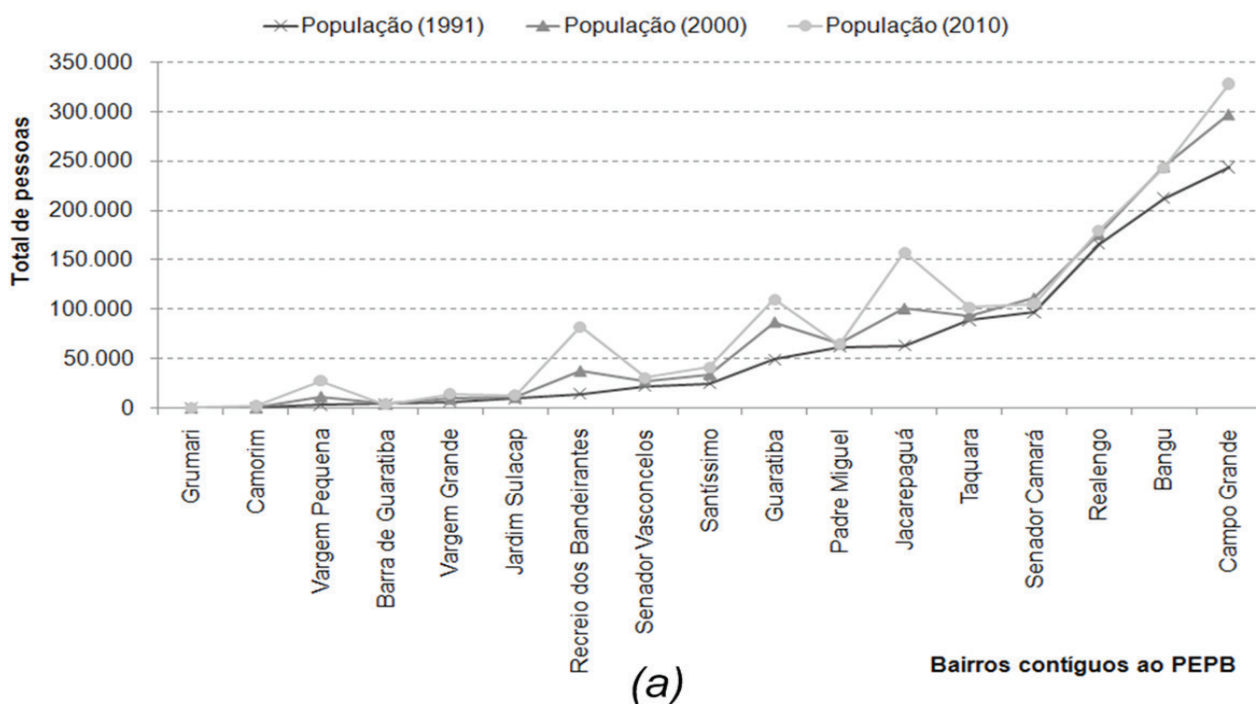 População (1991) População (2000) População (2010)
Total de pessoas
350.000
300.000
250.000
200.000
150.000
100.000
50.000
0
Grumari
Camorim
Vargem Pequena
Barra de Guaratiba
Vargem Grande
Jardim Sulacap
Recreio dos Bandeirantes
Senador Vasconcelos
Santíssimo
Guaratiba
Padre Miguel
Jacarepaguá
Taquara
Senador Camará
Realengo
Bangu
Campo Grande
Bairros contíguos ao PEPB
(a)